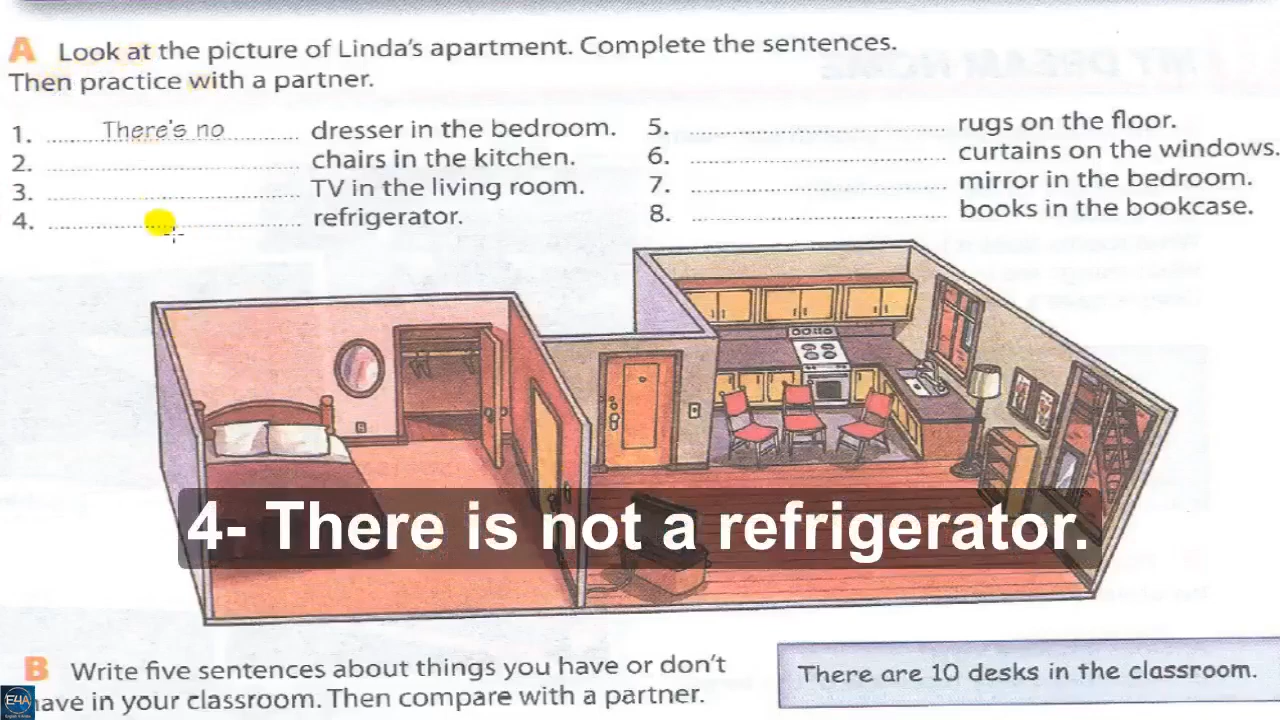 A Look at the picture of Linda's apartment. Complete the sentences.
Then practice with a partner.
1. There's no dresser in the bedroom.
2. chairs in the kitchen.
3. TV in the living room.
4. refrigerator.
5. rugs on the floor.
6. curtains on the windows.
7. mirror in the bedroom.
8. books in the bookcase.
4- There is not a refrigerator.
B Write five sentences about things you have or don't
have in your classroom. Then compare with a partner.
There are 10 desks in the classroom.
E4A